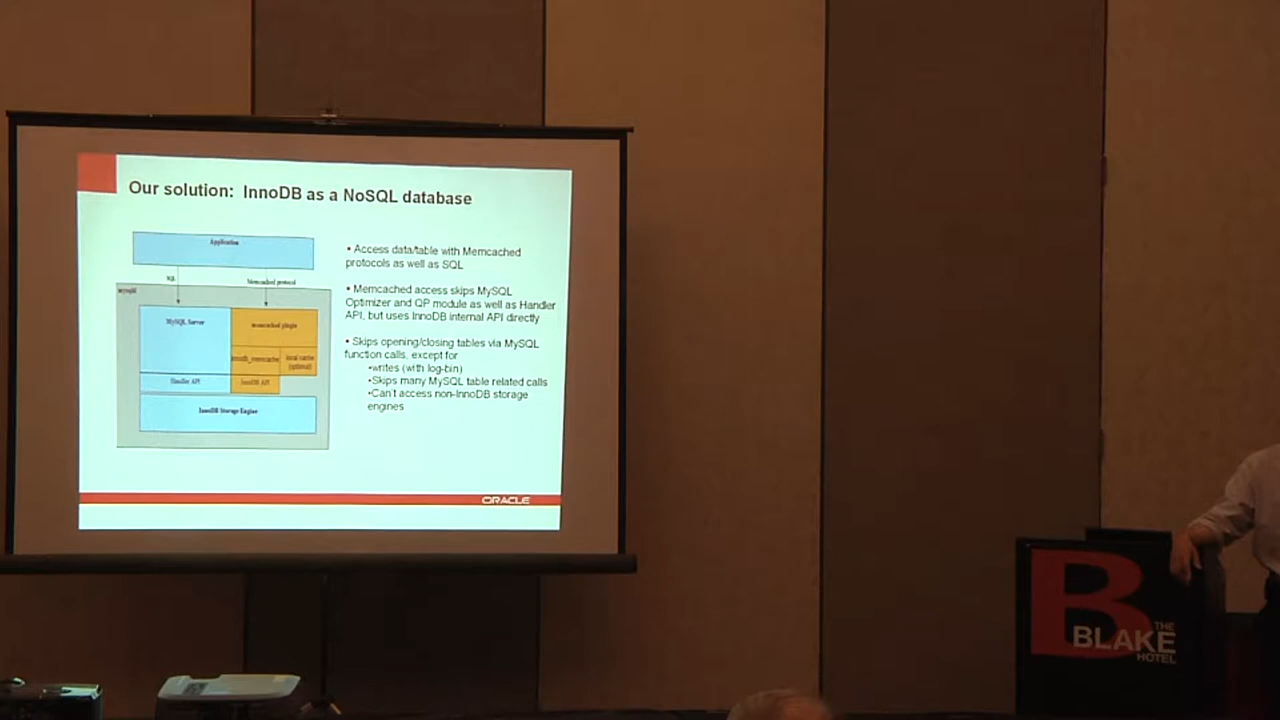 Our solution: InnoDB as a NoSQL database
Application
SQL
Memcached protocol
mysqld
MySQL Server
memcached plugin
innodb_memcache
local cache
(optional)
Handler API
InnoDB API
InnoDB Storage Engine
• Access data/table with Memcached
protocols as well as SQL
• Memcached access skips MySQL
Optimizer and QP module as well as Handler
API, but uses InnoDB internal API directly
• Skips opening/closing tables via MySQL
function calls, except for
•writes (with log-bin)
•Skips many MySQL table related calls
•Can't access non-InnoDB storage
engines
ORACLE
B
THE
BLAKE
HOTEL